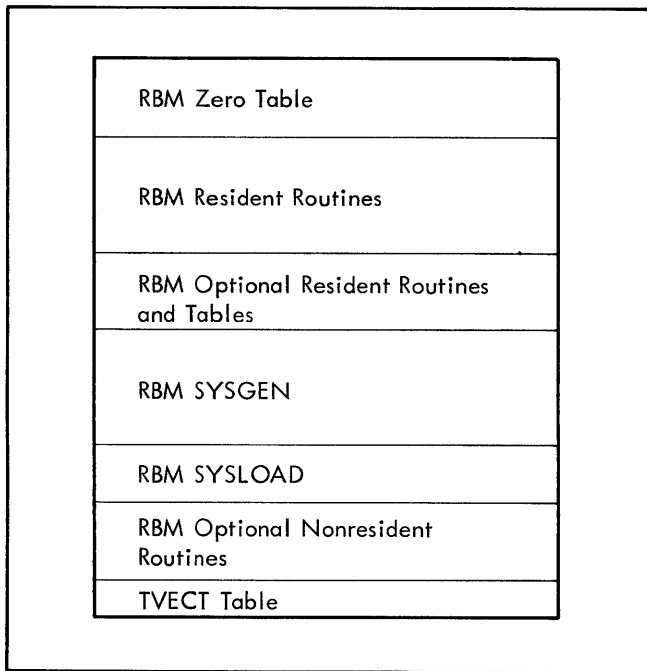 RBM Zero Table
RBM Resident Routines
RBM Optional Resident Routines
and Tables
RBM SYSGEN
RBM SYSLOAD
RBM Optional Nonresident
Routines
TVECT Table